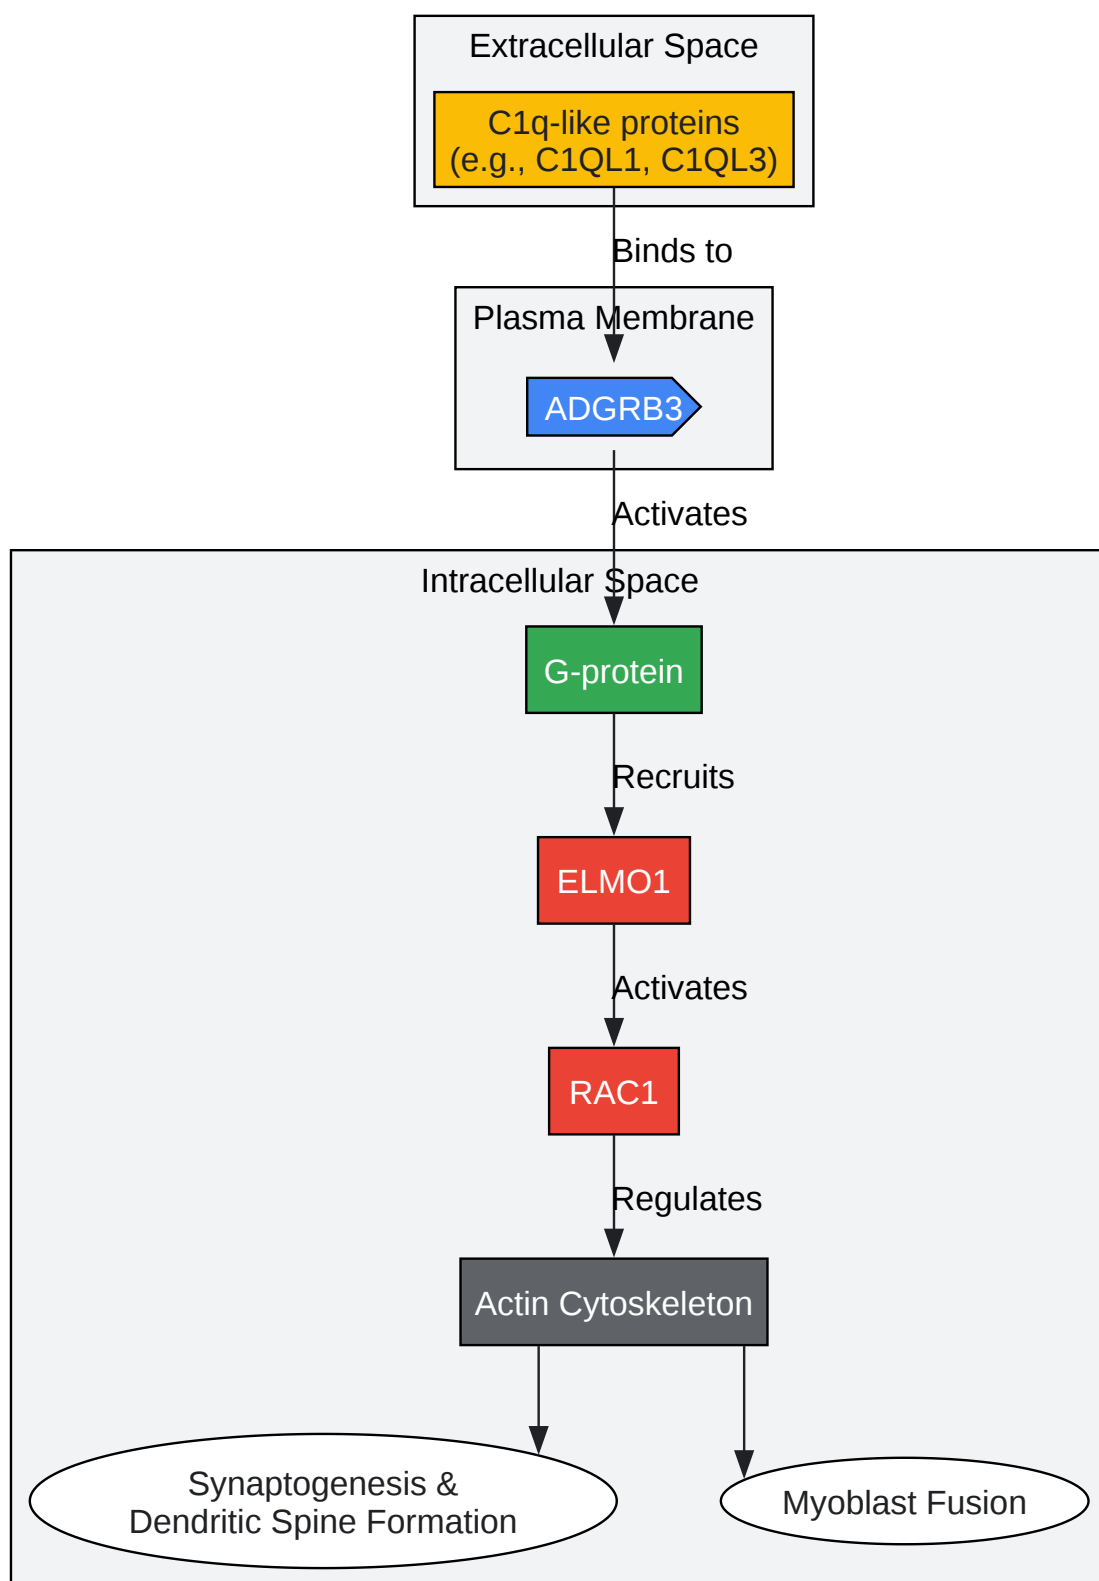 Extracellular Space
C1q-like proteins
(e.g., C1QL1, C1QL3)
Binds to
Plasma Membrane
ADGRB3
Activates
Intracellular Space
G-protein
Recruits
ELMO1
Activates
RAC1
Regulates
Actin Cytoskeleton
Synaptogenesis &
Dendritic Spine Formation
Myoblast Fusion